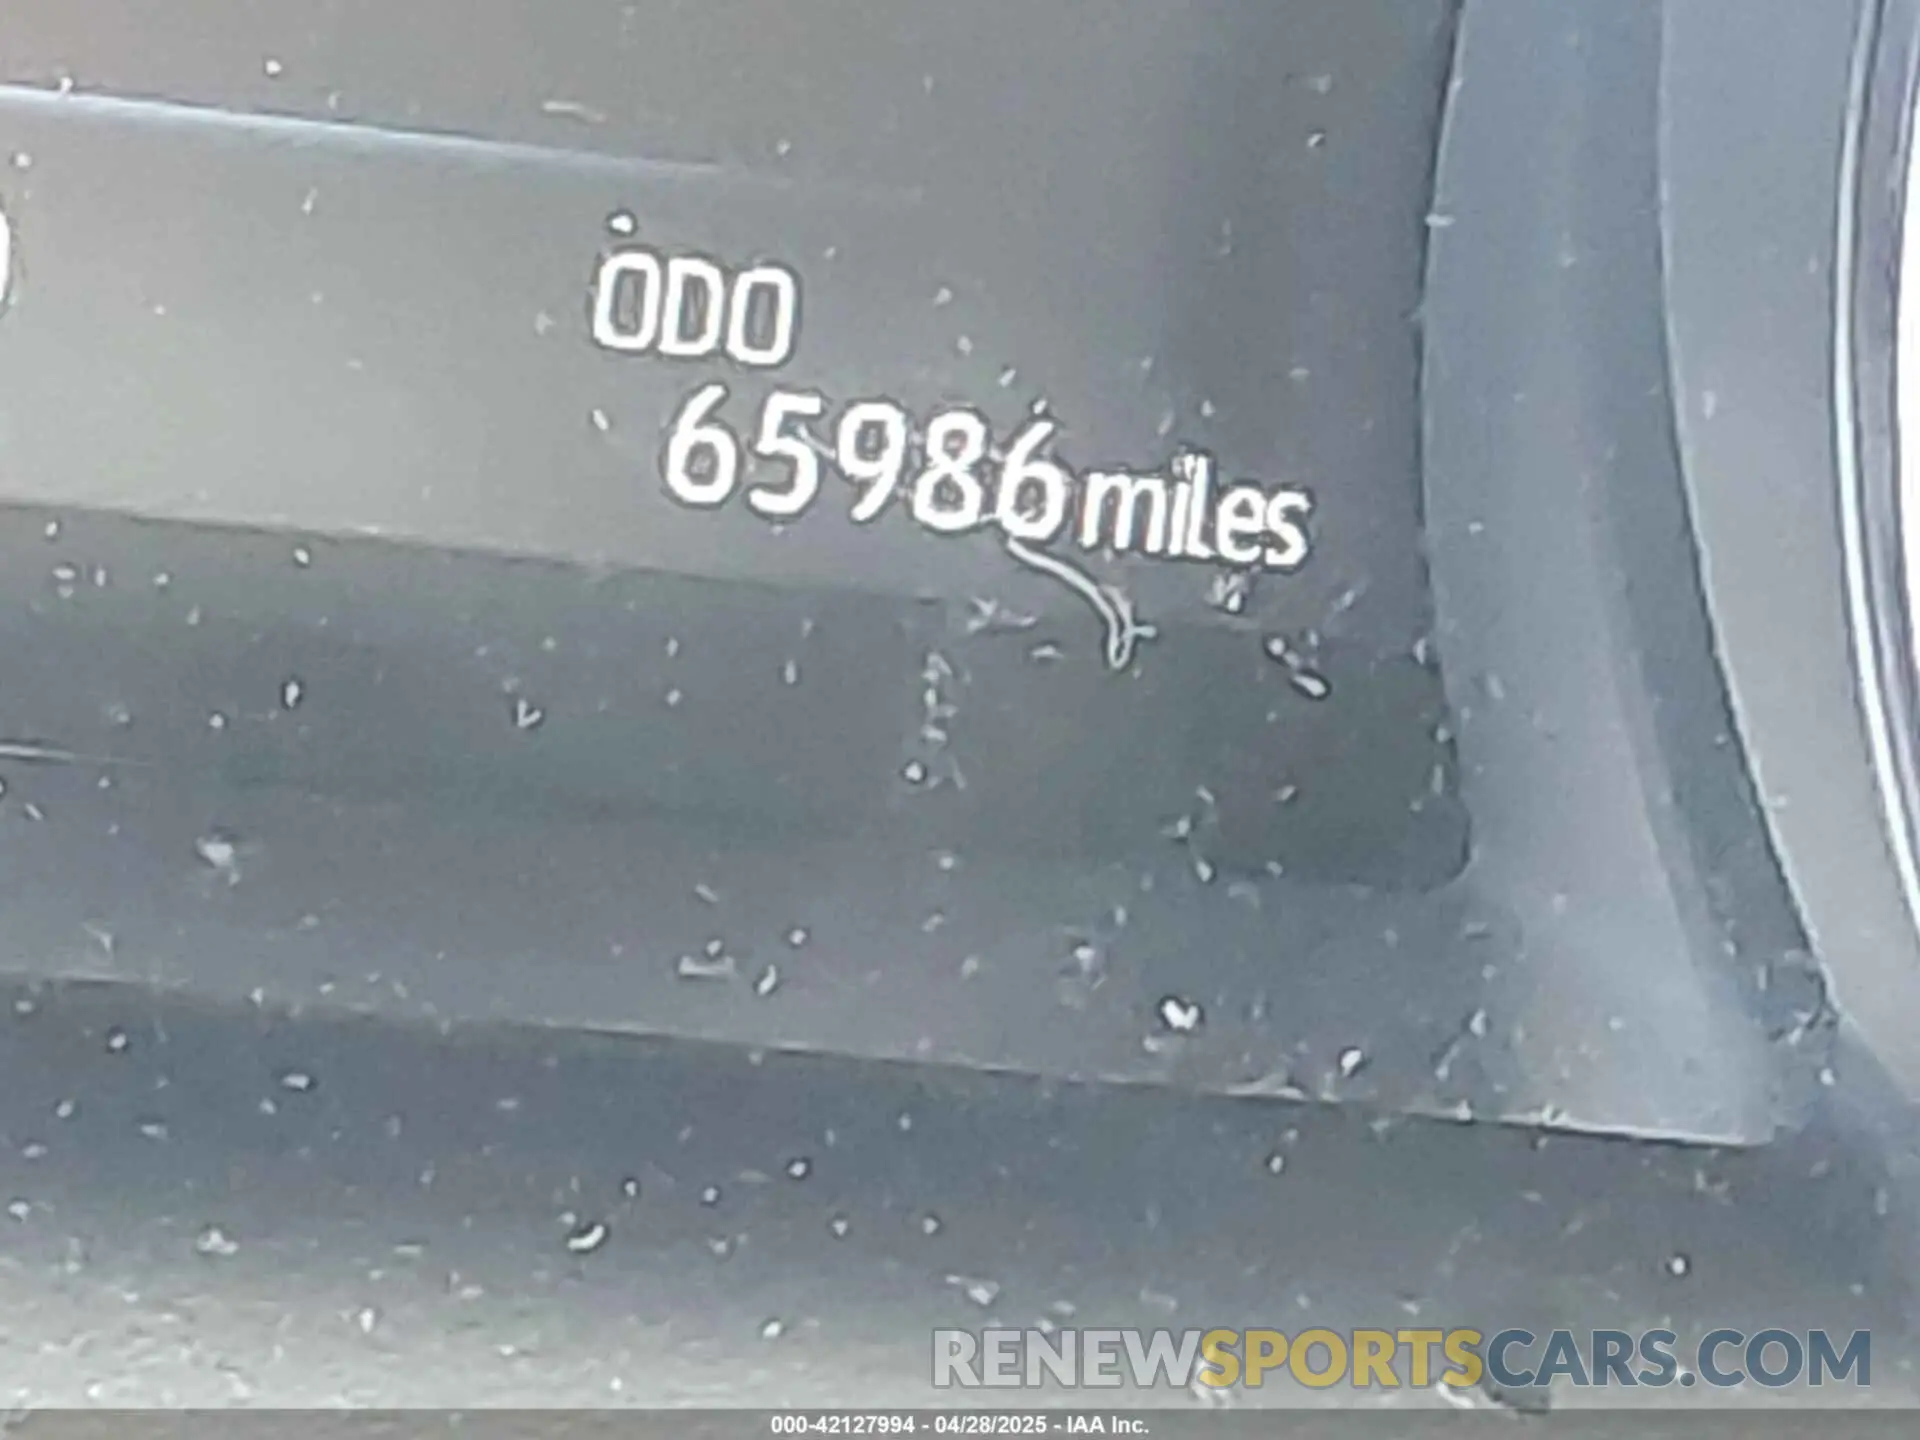 ODO
65986 miles
RENEWSPORTSCARS.COM
000-42127994 - 04/28/2025 - IAA Inc.